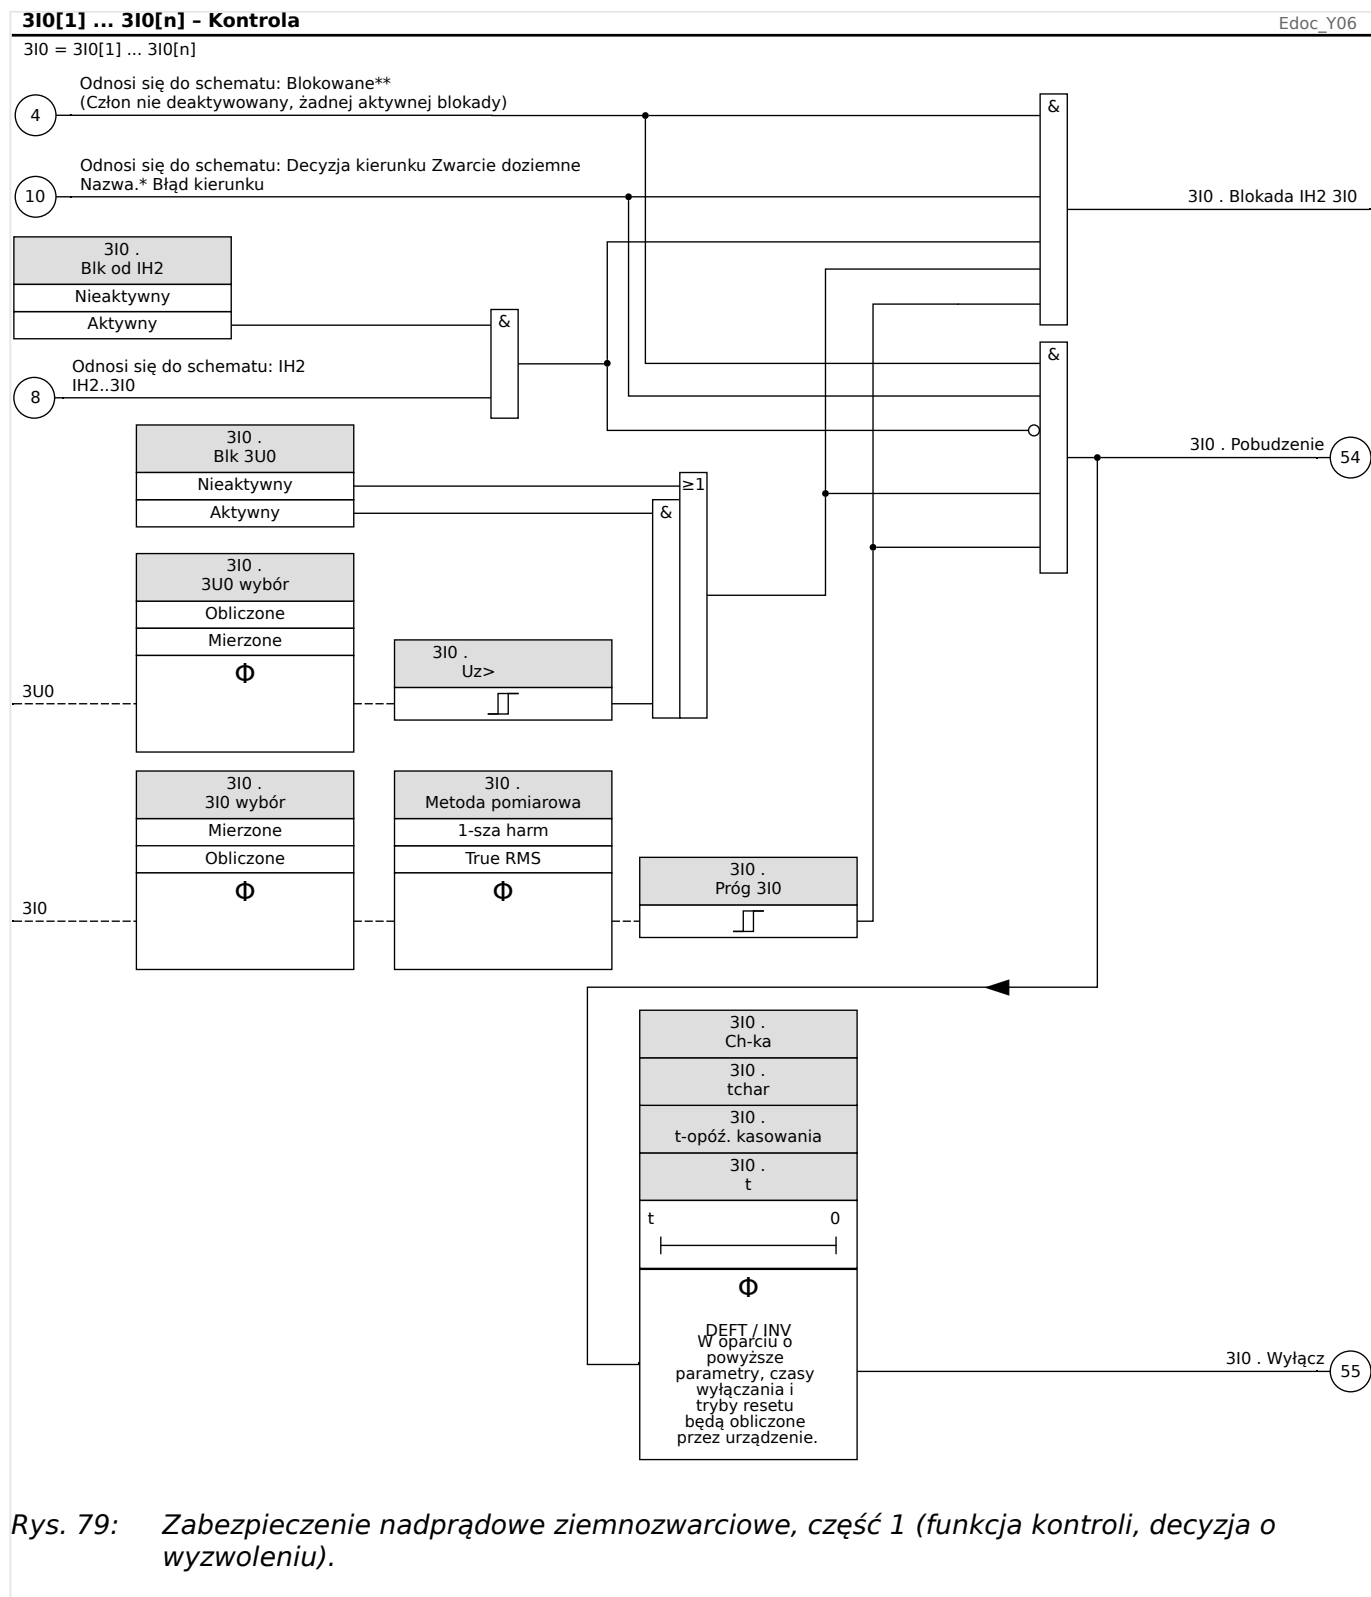 3I0[1] ... 3I0[n] – Kontrola
Edoc_Y06
3I0 = 3I0[1] ... 3I0[n]
Odnosi się do schematu: Blokowane**
(Człon nie deaktywowany, żadnej aktywnej blokady)
4
&
Odnosi się do schematu: Decyzja kierunku Zwarcie doziemne
Nazwa.* Błąd kierunku
10
3I0 . Blokada IH2 3I0
3I0 .
Blk od IH2
Nieaktywny
Aktywny
&
Odnosi się do schematu: IH2
IH2..3I0
8
&
3I0 .
Blk 3U0
Nieaktywny
Aktywny
≥1
&
3I0 . Pobudzenie
54
3I0 .
3U0 wybór
Obliczone
Mierzone
Φ
3U0
3I0 .
Uz>
3I0 .
3I0 wybór
Mierzone
Obliczone
Φ
3I0
3I0 .
Metoda pomiarowa
1-sza harm
True RMS
Φ
3I0 .
Próg 3I0
3I0 .
Ch-ka
3I0 .
tchar
3I0 .
t-opóź. kasowania
3I0 .
t
t 0
Φ
DEFT / INV
W oparciu o
powyższe
parametry, czasy
wyłączania i
tryby resetu
będą obliczone
przez urządzenie.
3I0 . Wyłącz
55
Rys. 79: Zabezpieczenie nadprądowe ziemnozwarciowe, część 1 (funkcja kontroli, decyzja o
wyzwoleniu).